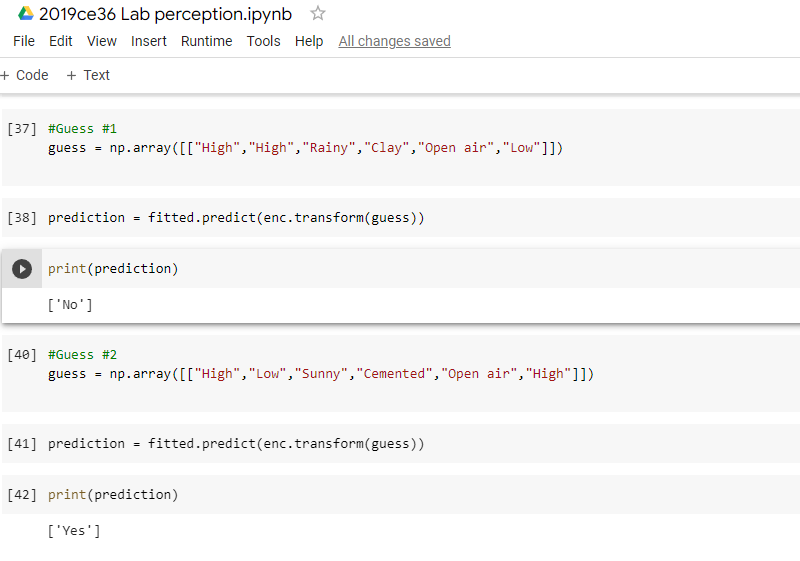 2019ce36 Lab perception.ipynb
File Edit View Insert Runtime Tools Help All changes saved
+ Code + Text
[37] #Guess #1
guess = np.array([["High","High","Rainy","Clay","Open air","Low"]])
[38] prediction = fitted.predict(enc.transform(guess))
print(prediction)
['No']
[40] #Guess #2
guess = np.array([["High","Low","Sunny","Cemented","Open air","High"]])
[41] prediction = fitted.predict(enc.transform(guess))
[42] print(prediction)
['Yes']